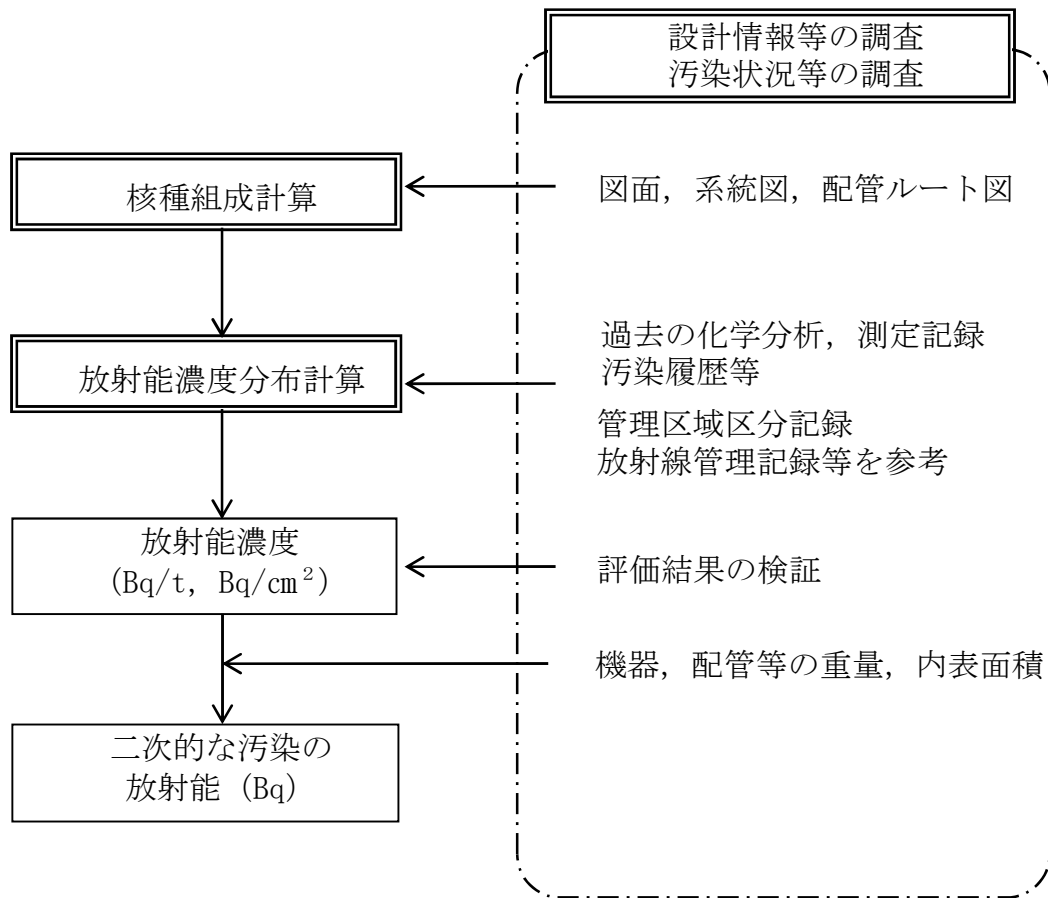 設計情報等の調査
汚染状況等の調査
核種組成計算
図面，系統図，配管ルート図
放射能濃度分布計算
過去の化学分析，測定記録
汚染履歴等
管理区域区分記録
放射線管理記録等を参考
放射能濃度
(Bq/t, Bq/cm²)
評価結果の検証
機器，配管等の重量，内表面積
二次的な汚染の
放射能 (Bq)